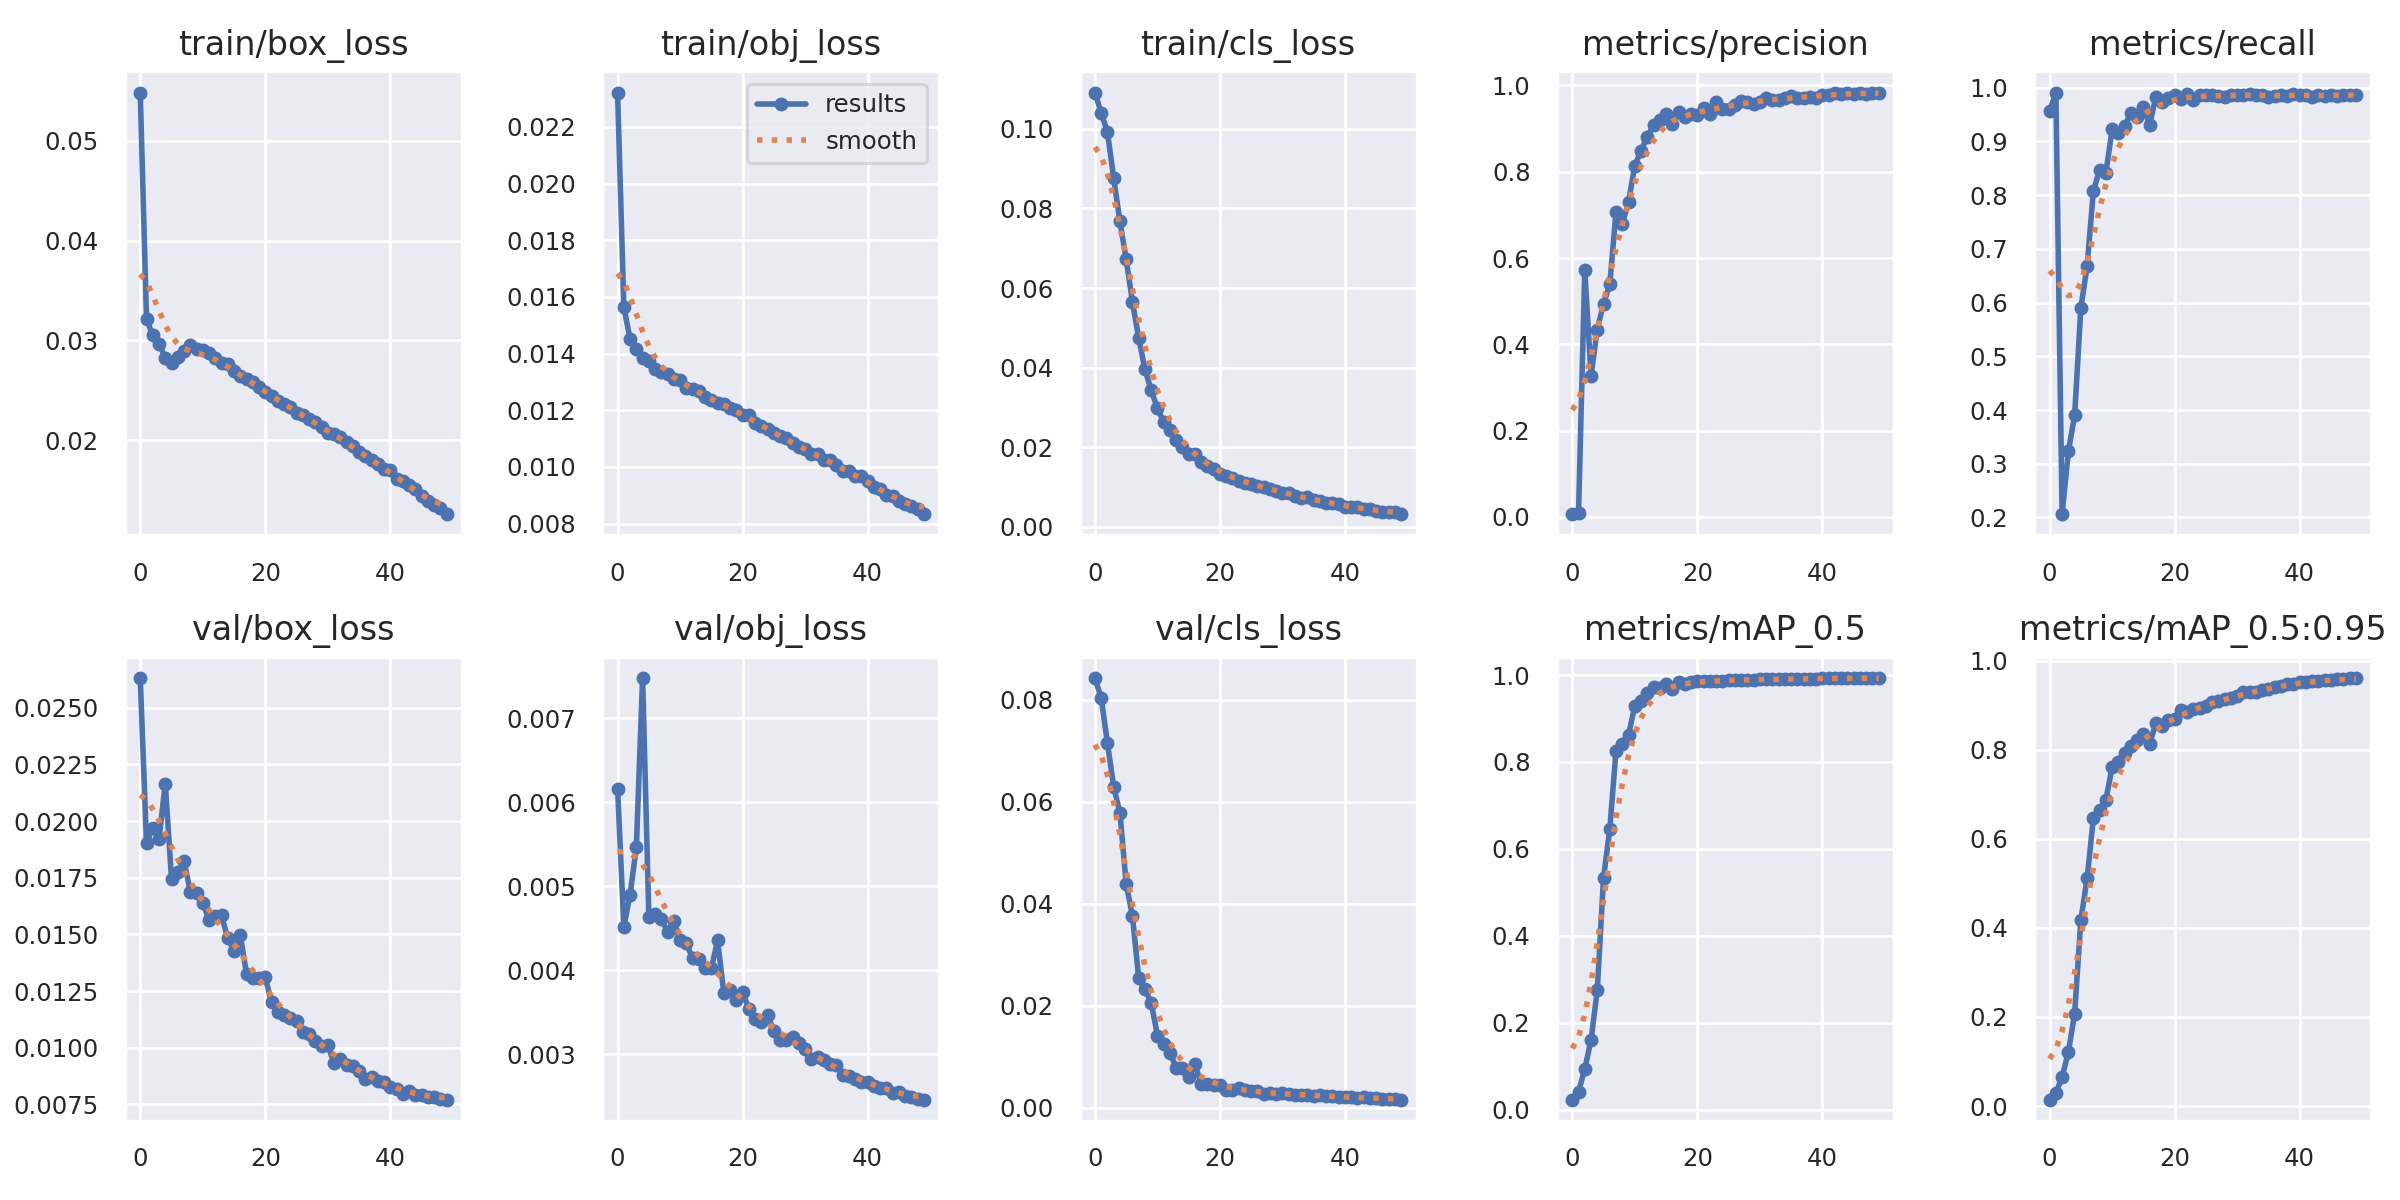 train/box_loss
0.05
0.04
0.03
0.02
0 20 40
train/obj_loss
results
smooth
0.022
0.020
0.018
0.016
0.014
0.012
0.010
0.008
0 20 40
train/cls_loss
0.10
0.08
0.06
0.04
0.02
0.00
0 20 40
metrics/precision
1.0
0.8
0.6
0.4
0.2
0.0
0 20 40
metrics/recall
1.0
0.9
0.8
0.7
0.6
0.5
0.4
0.3
0.2
0 20 40
val/box_loss
0.0250
0.0225
0.0200
0.0175
0.0150
0.0125
0.0100
0.0075
0 20 40
val/obj_loss
0.007
0.006
0.005
0.004
0.003
0 20 40
val/cls_loss
0.08
0.06
0.04
0.02
0.00
0 20 40
metrics/mAP_0.5
1.0
0.8
0.6
0.4
0.2
0.0
0 20 40
metrics/mAP_0.5:0.95
1.0
0.8
0.6
0.4
0.2
0.0
0 20 40